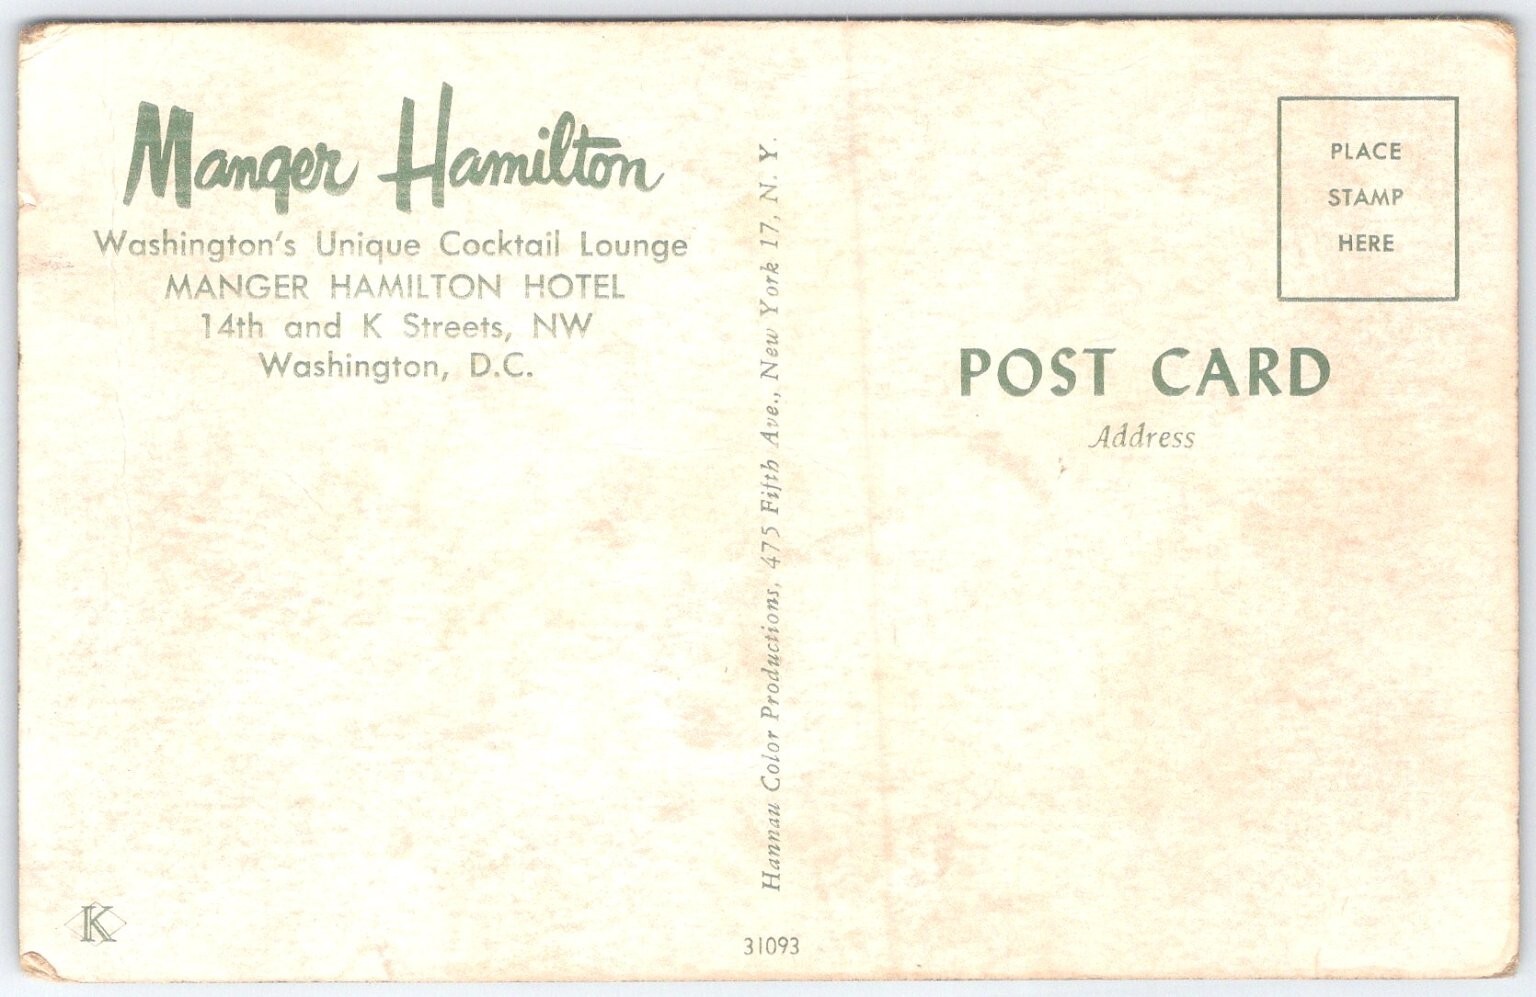 Manger Hamilton
Washington's Unique Cocktail Lounge
MANGER HAMILTON HOTEL
14th and K Streets, NW
Washington, D.C.
K
Hannau Color Productions, 475 Fifth Ave., New York 17, N. Y.
31093
PLACE
STAMP
HERE
POST CARD
Address